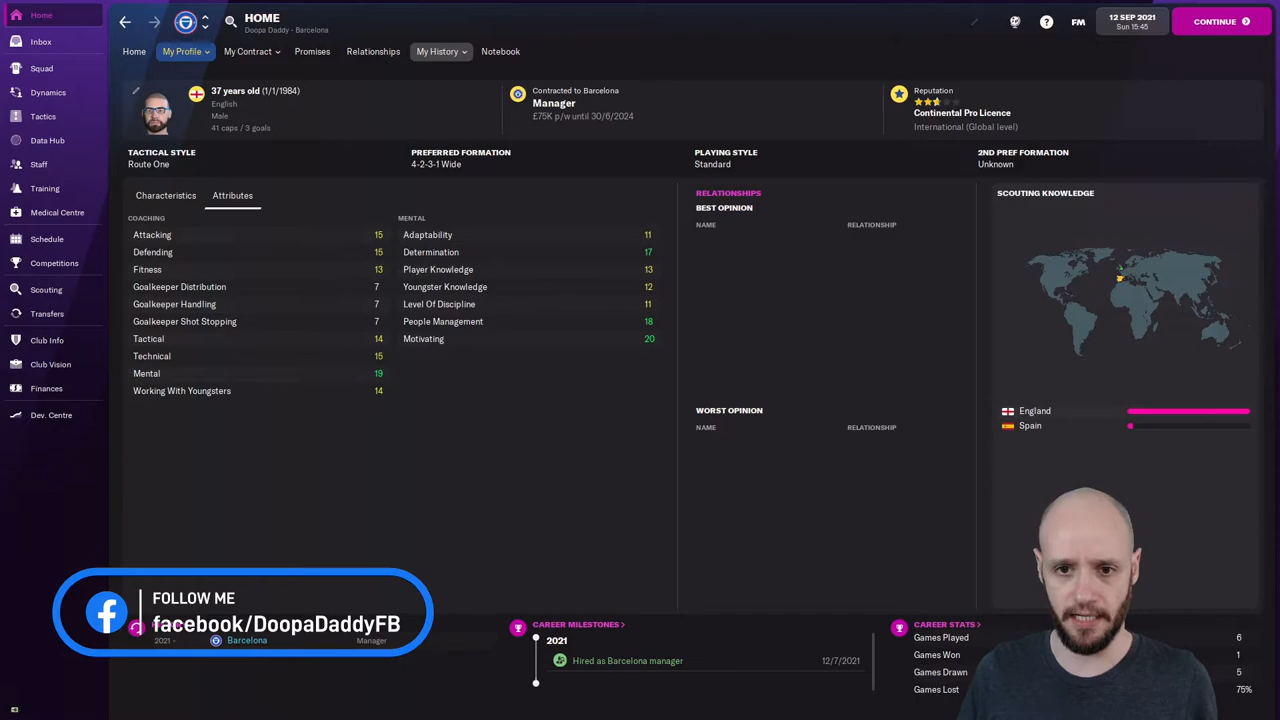 Home
HOME
Doopa Daddy - Barcelona
FM
12 SEP 2021
Sun 15:45
CONTINUE
Inbox
Squad
Dynamics
Tactics
Data Hub
Staff
Training
Medical Centre
Schedule
Competitions
Scouting
Transfers
Club Info
Club Vision
Finances
Dev. Centre
Home
My Profile
My Contract
Promises
Relationships
My History
Notebook
37 years old (1/1/1984)
English
Male
41 caps / 3 goals
Contracted to Barcelona
Manager
£75K p/w until 30/6/2024
Reputation
Continental Pro Licence
International (Global level)
TACTICAL STYLE
Route One
PREFERRED FORMATION
4-2-3-1 Wide
PLAYING STYLE
Standard
2ND PREF FORMATION
Unknown
Characteristics
Attributes
COACHING
Attacking 15
Defending 15
Fitness 13
Goalkeeper Distribution 7
Goalkeeper Handling 7
Goalkeeper Shot Stopping 7
Tactical 14
Technical 15
Mental 19
Working With Youngsters 14
MENTAL
Adaptability 11
Determination 17
Player Knowledge 13
Youngster Knowledge 12
Level Of Discipline 11
People Management 18
Motivating 20
RELATIONSHIPS
BEST OPINION
NAME RELATIONSHIP
WORST OPINION
NAME RELATIONSHIP
SCOUTING KNOWLEDGE
England
Spain
FOLLOW ME
facebook/DoopaDaddyFB
2021 - Barcelona Manager
CAREER MILESTONES >
2021
Hired as Barcelona manager 12/7/2021
CAREER STATS >
Games Played 6
Games Won 1
Games Drawn 5
Games Lost 75%